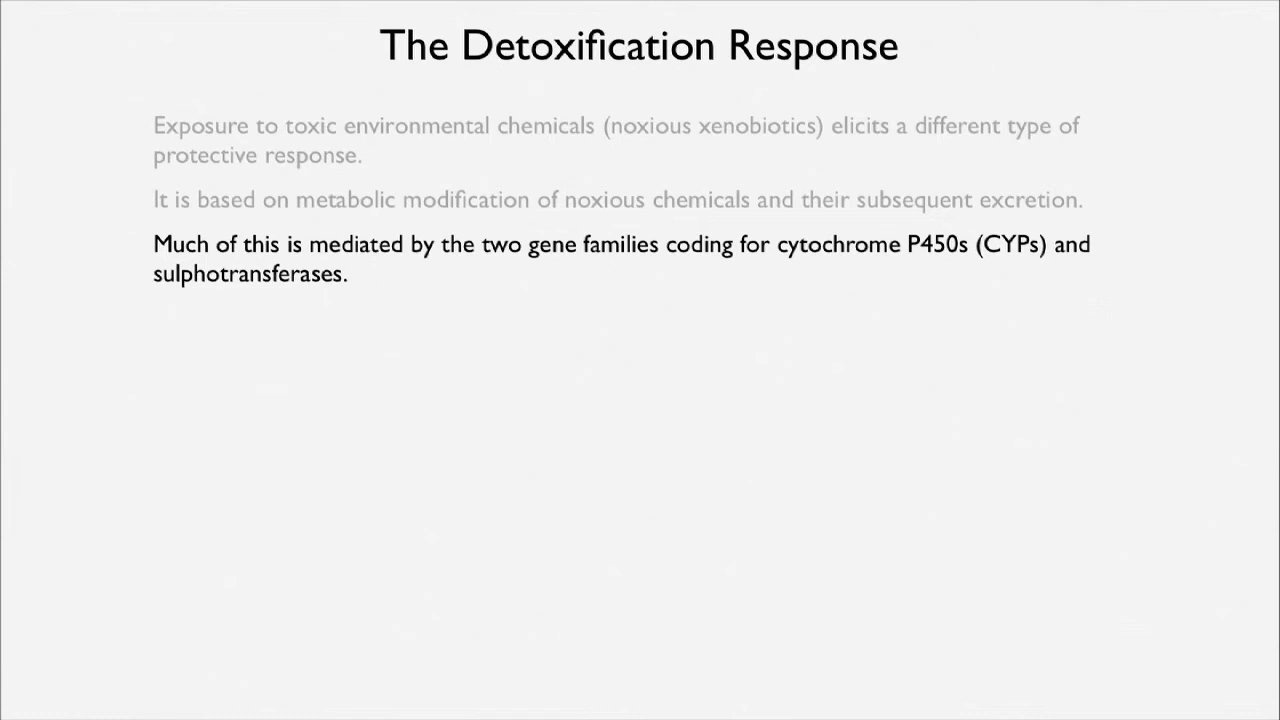 The Detoxification Response
Exposure to toxic environmental chemicals (noxious xenobiotics) elicits a different type of
protective response.
It is based on metabolic modification of noxious chemicals and their subsequent excretion.
Much of this is mediated by the two gene families coding for cytochrome P450s (CYPs) and
sulphotransferases.